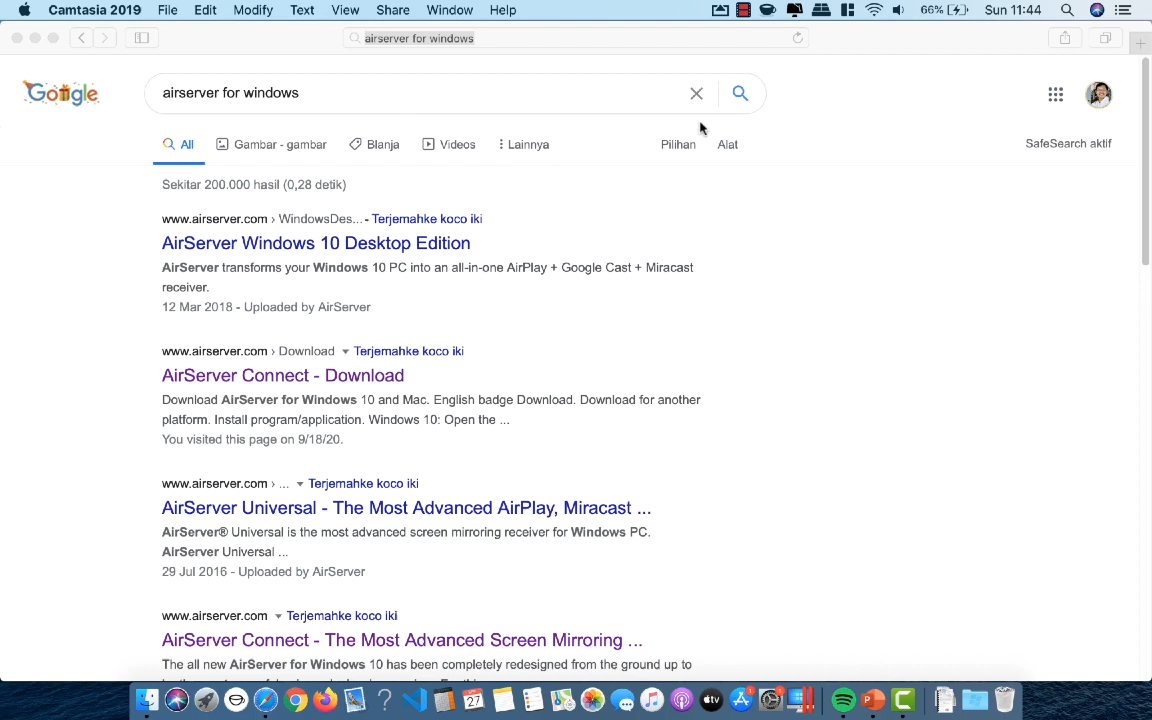 Camtasia 2019 File Edit Modify Text View Share Window Help 66% Sun 11:44
airserver for windows
Google airserver for windows
All Gambar - gambar Blanja Videos Lainnya Pilihan Alat SafeSearch aktif
Sekitar 200.000 hasil (0,28 detik)
www.airserver.com › WindowsDes... - Terjemahke koco iki
AirServer Windows 10 Desktop Edition
AirServer transforms your Windows 10 PC into an all-in-one AirPlay + Google Cast + Miracast
receiver.
12 Mar 2018 - Uploaded by AirServer
www.airserver.com › Download Terjemahke koco iki
AirServer Connect - Download
Download AirServer for Windows 10 and Mac. English badge Download. Download for another
platform. Install program/application. Windows 10: Open the ...
You visited this page on 9/18/20.
www.airserver.com › ... Terjemahke koco iki
AirServer Universal - The Most Advanced AirPlay, Miracast ...
AirServer® Universal is the most advanced screen mirroring receiver for Windows PC.
AirServer Universal ...
29 Jul 2016 - Uploaded by AirServer
www.airserver.com Terjemahke koco iki
AirServer Connect - The Most Advanced Screen Mirroring ...
The all new AirServer for Windows 10 has been completely redesigned from the ground up to